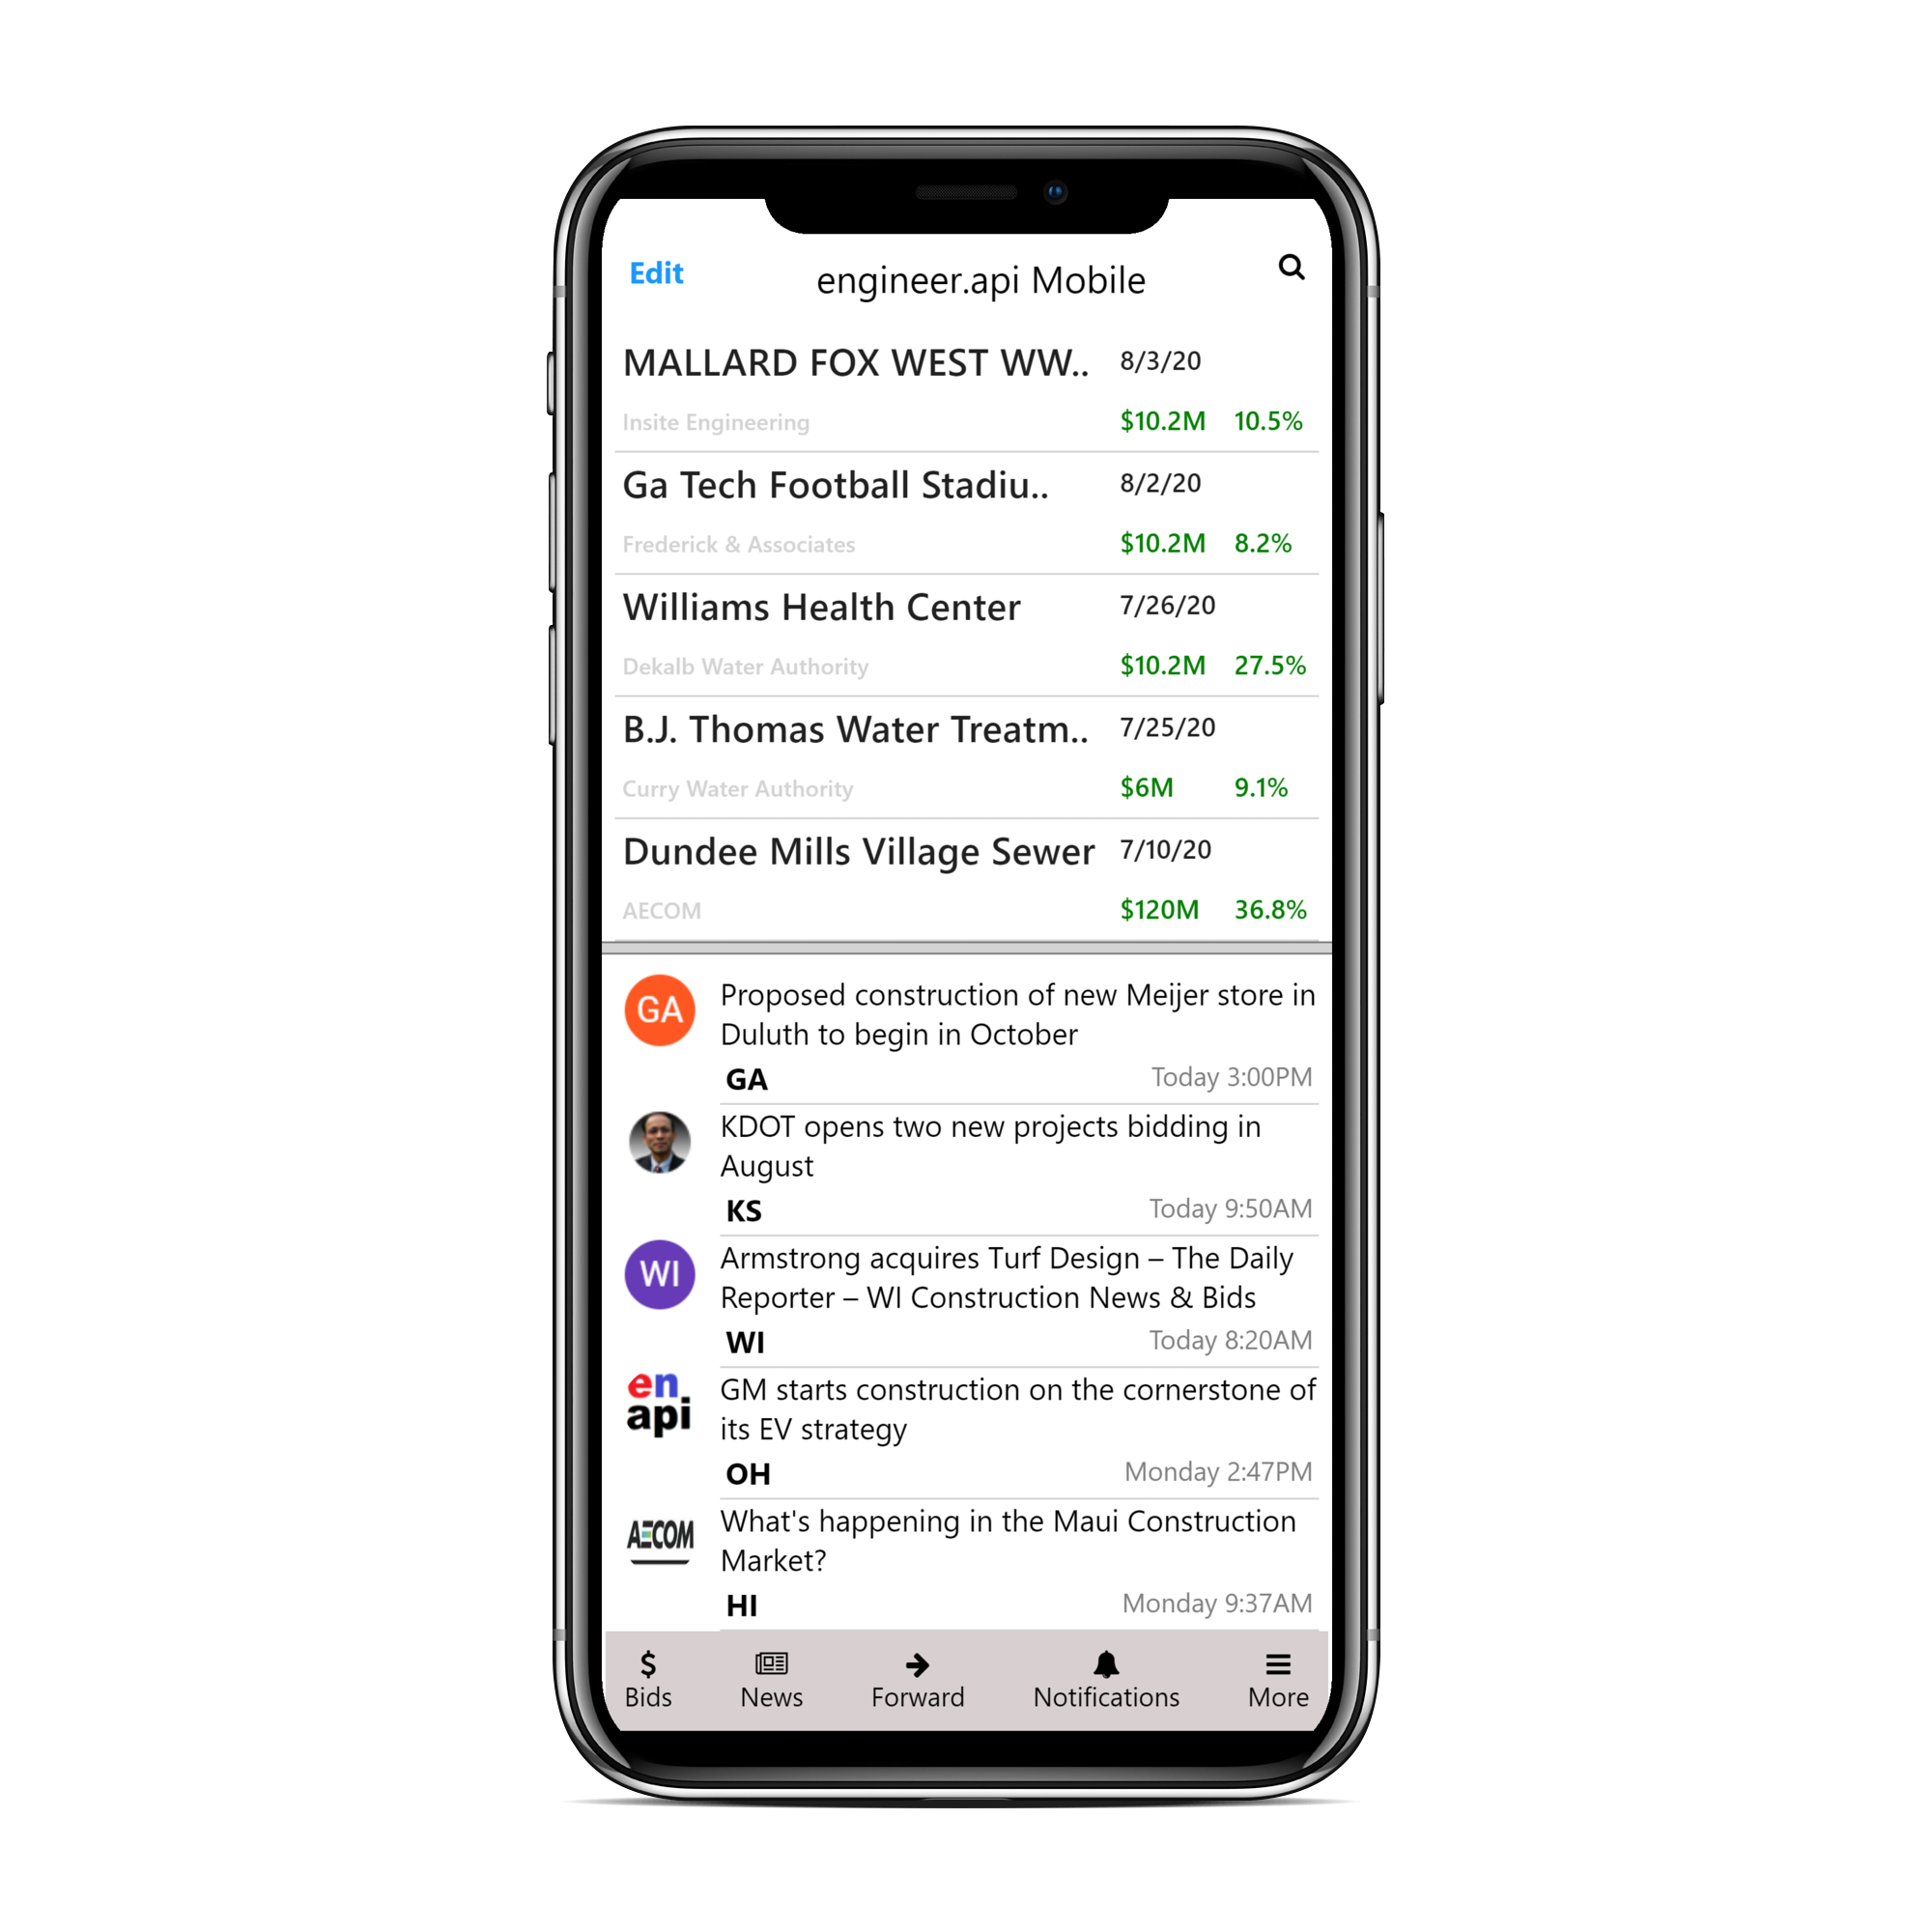 Edit
engineer.api Mobile
MALLARD FOX WEST WW.. 8/3/20
Insite Engineering $10.2M 10.5%
Ga Tech Football Stadiu.. 8/2/20
Frederick & Associates $10.2M 8.2%
Williams Health Center 7/26/20
Dekalb Water Authority $10.2M 27.5%
B.J. Thomas Water Treatm.. 7/25/20
Curry Water Authority $6M 9.1%
Dundee Mills Village Sewer 7/10/20
AECOM $120M 36.8%
GA
Proposed construction of new Meijer store in
Duluth to begin in October
GA Today 3:00PM
KDOT opens two new projects bidding in
August
KS Today 9:50AM
WI
Armstrong acquires Turf Design – The Daily
Reporter – WI Construction News & Bids
WI Today 8:20AM
en
api
GM starts construction on the cornerstone of
its EV strategy
OH Monday 2:47PM
AECOM
What's happening in the Maui Construction
Market?
HI Monday 9:37AM
$
Bids News Forward Notifications More